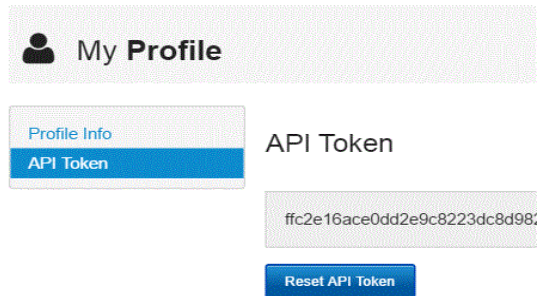 My Profile
Profile Info
API Token
API Token
ffc2e16ace0dd2e9c8223dc8d982
Reset API Token